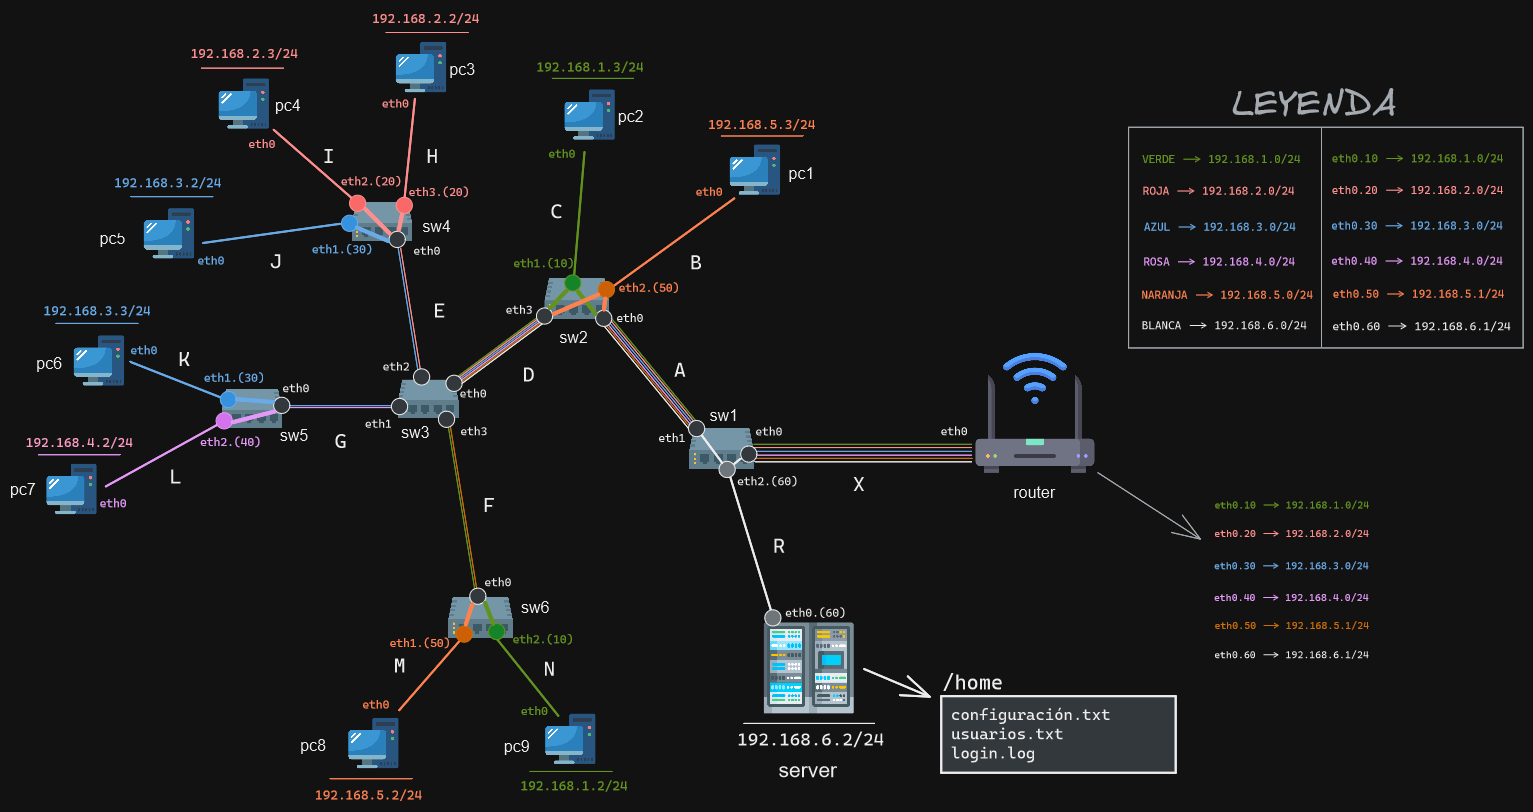 192.168.2.2/24
pc3
eth0
192.168.2.3/24
pc4
eth0
I
H
192.168.1.3/24
pc2
eth0
192.168.5.3/24
pc1
eth0
192.168.3.2/24
pc5
eth0
J
eth2.(20)
eth3.(20)
sw4
eth1.(30)
eth0
C
B
eth1.(10)
eth2.(50)
eth3
eth0
sw2
E
D
A
192.168.3.3/24
pc6
eth0
K
eth1.(30)
eth0
sw5
eth2.(40)
192.168.4.2/24
pc7
eth0
L
G
eth2
eth0
eth1
sw3
eth3
F
sw1
eth0
eth1
eth2.(60)
eth0
X
router
R
eth0
sw6
eth1.(50)
eth2.(10)
M
N
eth0
eth0
pc8
pc9
192.168.5.2/24
192.168.1.2/24
eth0.(60)
192.168.6.2/24
server
/home
configuración.txt
usuarios.txt
login.log
LEYENDA
VERDE → 192.168.1.0/24
eth0.10 → 192.168.1.0/24
ROJA → 192.168.2.0/24
eth0.20 → 192.168.2.0/24
AZUL → 192.168.3.0/24
eth0.30 → 192.168.3.0/24
ROSA → 192.168.4.0/24
eth0.40 → 192.168.4.0/24
NARANJA → 192.168.5.0/24
eth0.50 → 192.168.5.1/24
BLANCA → 192.168.6.0/24
eth0.60 → 192.168.6.1/24
eth0.10 → 192.168.1.0/24
eth0.20 → 192.168.2.0/24
eth0.30 → 192.168.3.0/24
eth0.40 → 192.168.4.0/24
eth0.50 → 192.168.5.1/24
eth0.60 → 192.168.6.1/24